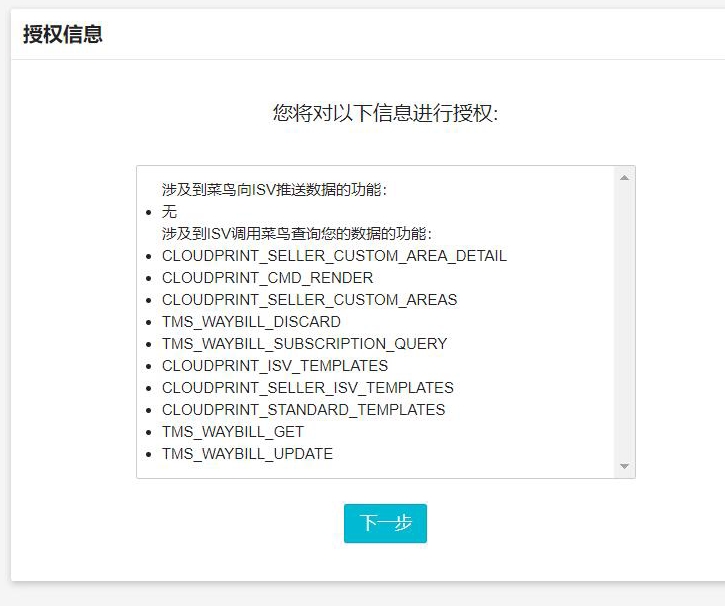 授权信息
您将对以下信息进行授权:
涉及到菜鸟向ISV推送数据的功能：
无
涉及到ISV调用菜鸟查询您的数据的功能：
CLOUDPRINT_SELLER_CUSTOM_AREA_DETAIL
CLOUDPRINT_CMD_RENDER
CLOUDPRINT_SELLER_CUSTOM_AREAS
TMS_WAYBILL_DISCARD
TMS_WAYBILL_SUBSCRIPTION_QUERY
CLOUDPRINT_ISV_TEMPLATES
CLOUDPRINT_SELLER_ISV_TEMPLATES
CLOUDPRINT_STANDARD_TEMPLATES
TMS_WAYBILL_GET
TMS_WAYBILL_UPDATE
下一步